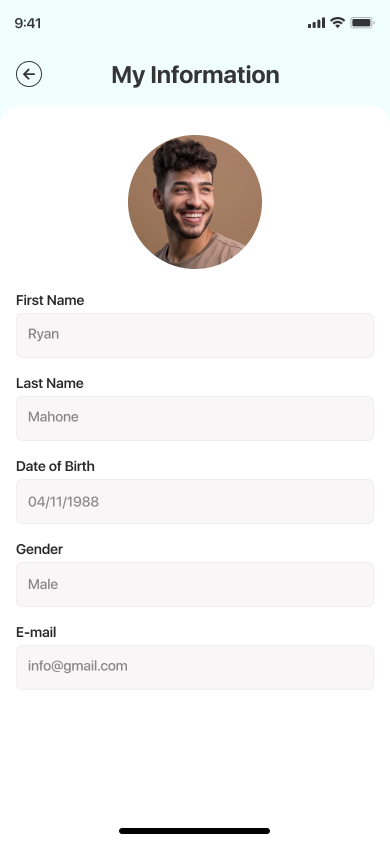 9:41
My Information
First Name
Ryan
Last Name
Mahone
Date of Birth
04/11/1988
Gender
Male
E-mail
info@gmail.com